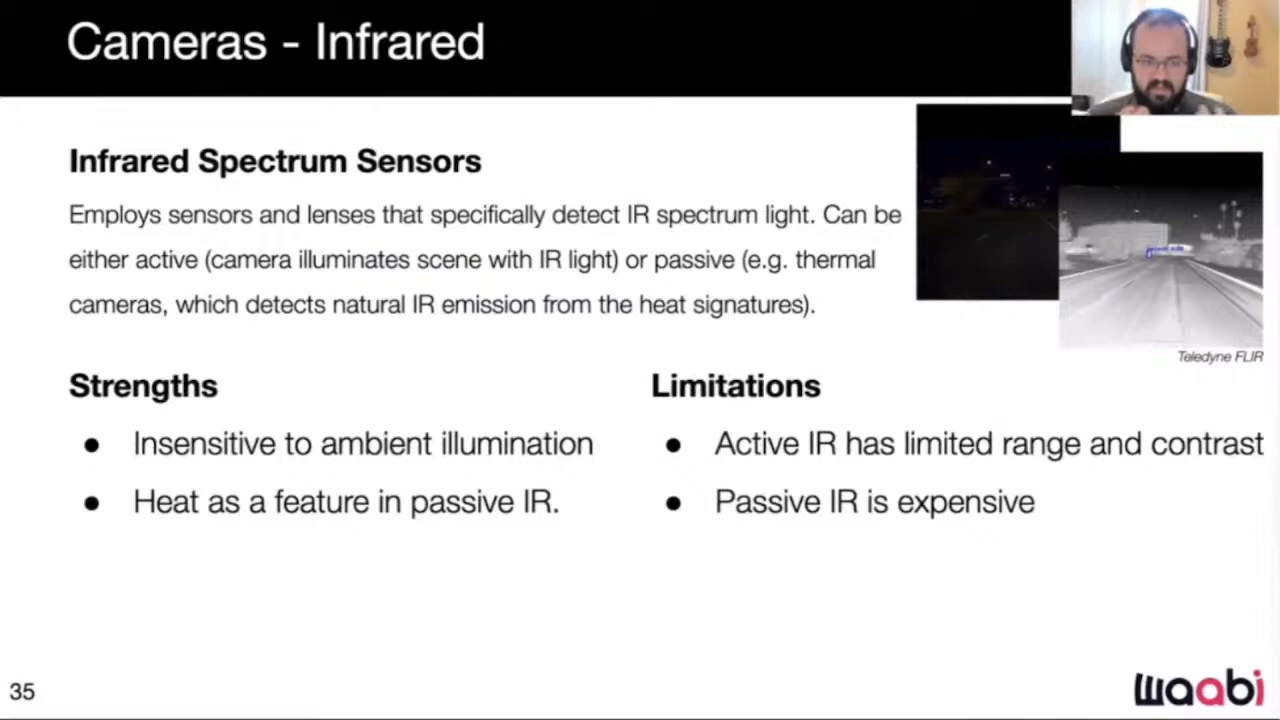 Cameras - Infrared
Infrared Spectrum Sensors
Employs sensors and lenses that specifically detect IR spectrum light. Can be
either active (camera illuminates scene with IR light) or passive (e.g. thermal
cameras, which detects natural IR emission from the heat signatures).
Teledyne FLIR
Strengths
● Insensitive to ambient illumination
● Heat as a feature in passive IR.
Limitations
● Active IR has limited range and contrast
● Passive IR is expensive
35
waabi